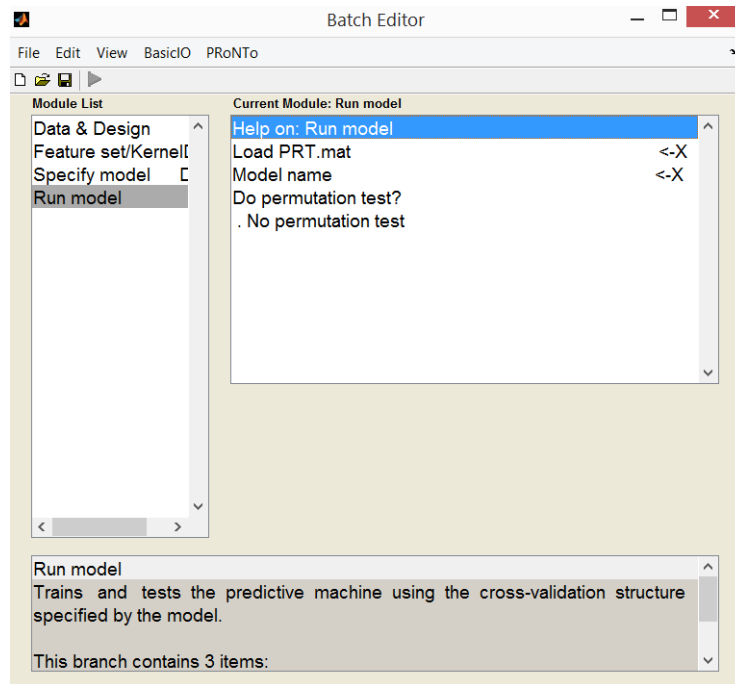 Batch Editor
File Edit View BasicIO PRoNTo
Module List
Current Module: Run model
Data & Design
Feature set/Kernel
Specify model D
Run model
Help on: Run model
Load PRT.mat <-X
Model name <-X
Do permutation test?
. No permutation test
Run model
Trains and tests the predictive machine using the cross-validation structure
specified by the model.
This branch contains 3 items: